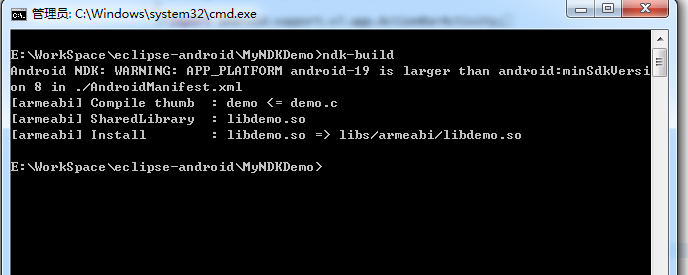 管理员: C:\Windows\system32\cmd.exe
E:\WorkSpace\eclipse-android\MyNDKDemo>ndk-build
Android NDK: WARNING: APP_PLATFORM android-19 is larger than android:minSdkVersi
on 8 in ./AndroidManifest.xml
[armeabi] Compile thumb  : demo <= demo.c
[armeabi] SharedLibrary  : libdemo.so
[armeabi] Install        : libdemo.so => libs/armeabi/libdemo.so
E:\WorkSpace\eclipse-android\MyNDKDemo>